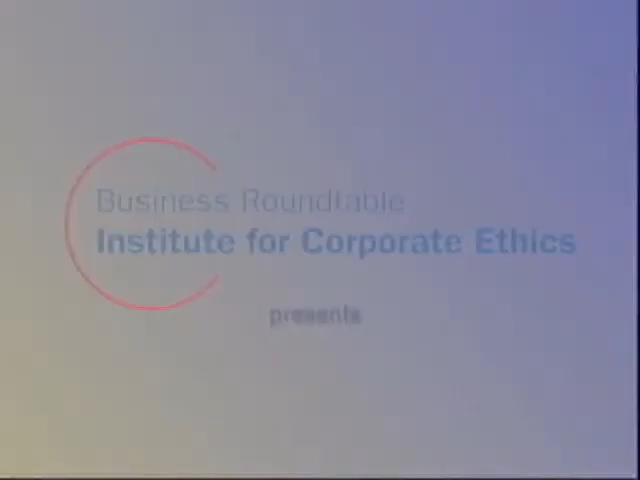 Business Roundtable
Institute for Corporate Ethics
presents